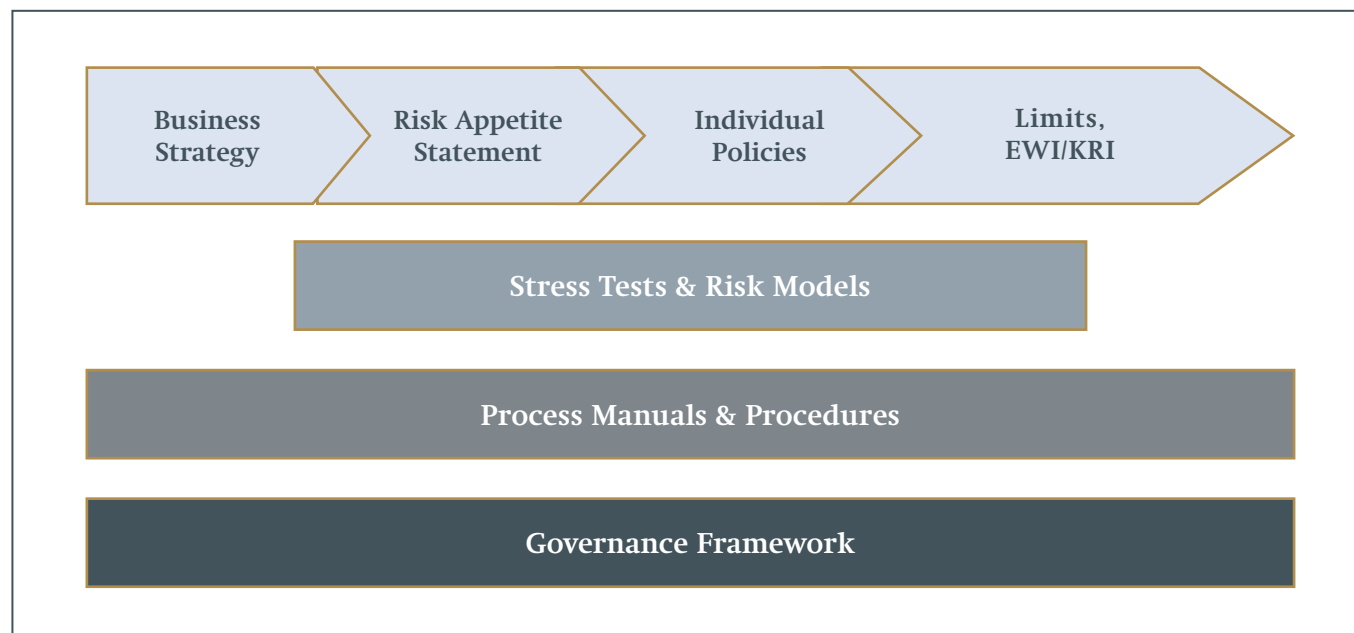 Business
Strategy
Risk Appetite
Statement
Individual
Policies
Limits,
EWI/KRI
Stress Tests & Risk Models
Process Manuals & Procedures
Governance Framework